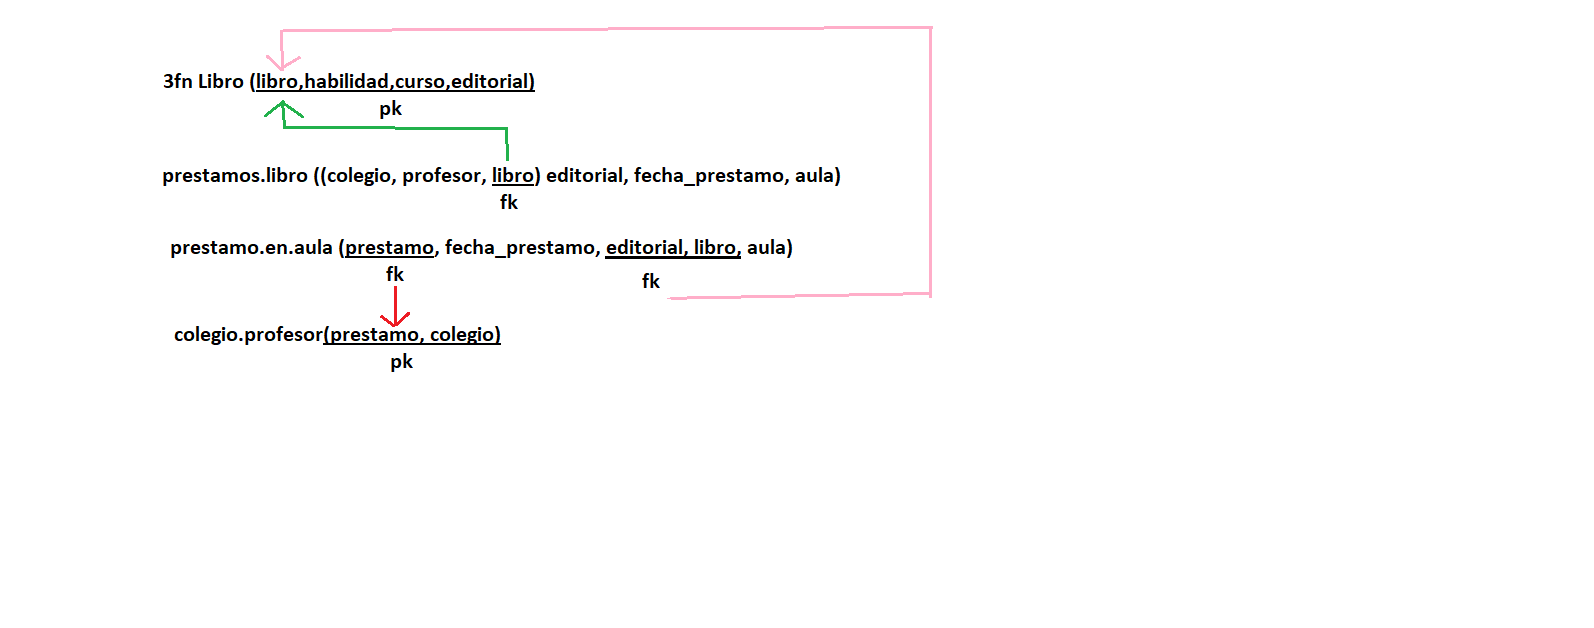 3fn Libro (libro,habilidad,curso,editorial)
pk
prestamos.libro ((colegio, profesor, libro) editorial, fecha_prestamo, aula)
fk
prestamo.en.aula (prestamo, fecha_prestamo, editorial, libro, aula)
fk fk
colegio.profesor(prestamo, colegio)
pk